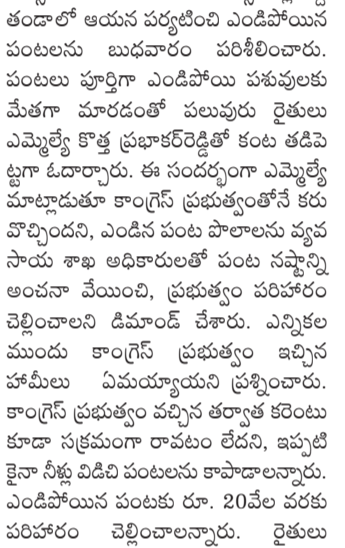 తండాలో ఆయన పర్యటించి ఎండిపోయిన
పంటలను బుధవారం పరిశీలించారు.
పంటలు పూర్తిగా ఎండిపోయి పశువులకు
మేతగా మారడంతో పలువురు రైతులు
ఎమ్మెల్యే కొత్త ప్రభాకర్‌రెడ్డితో కంట తడిపె
ట్టగా ఓదార్చారు. ఈ సందర్భంగా ఎమ్మెల్యే
మాట్లాడుతూ కాంగ్రెస్ ప్రభుత్వంతోనే కరు
వొచ్చిందని, ఎండిన పంట పొలాలను వ్యవ
సాయ శాఖ అధికారులతో పంట నష్టాన్ని
అంచనా వేయించి, ప్రభుత్వం పరిహారం
చెల్లించాలని డిమాండ్ చేశారు. ఎన్నికల
ముందు కాంగ్రెస్ ప్రభుత్వం ఇచ్చిన
హామీలు ఏమయ్యాయని ప్రశ్నించారు.
కాంగ్రెస్ ప్రభుత్వం వచ్చిన తర్వాత కరెంటు
కూడా సక్రమంగా రావటం లేదని, ఇప్పటి
కైనా నీళ్లు విడిచి పంటలను కాపాడాలన్నారు.
ఎండిపోయిన పంటకు రూ. 20వేల వరకు
పరిహారం చెల్లించాలన్నారు. రైతులు